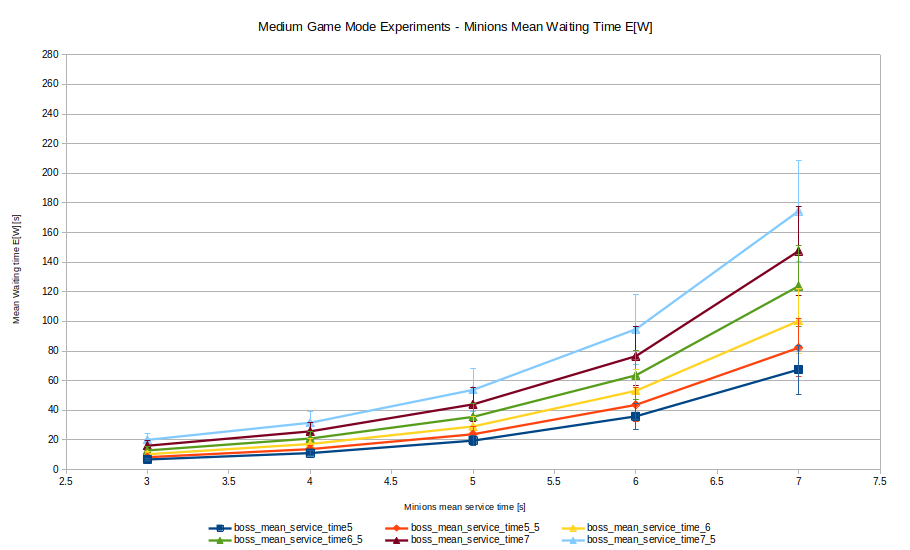 Medium Game Mode Experiments - Minions Mean Waiting Time E[W]
280
260
240
220
200
180
160
140
120
100
80
60
40
20
0
Mean Waiting time E[W] [s]
2.5 3 3.5 4 4.5 5 5.5 6 6.5 7 7.5
Minions mean service time [s]
boss_mean_service_time5 boss_mean_service_time5_5 boss_mean_service_time_6
boss_mean_service_time6_5 boss_mean_service_time7 boss_mean_service_time7_5